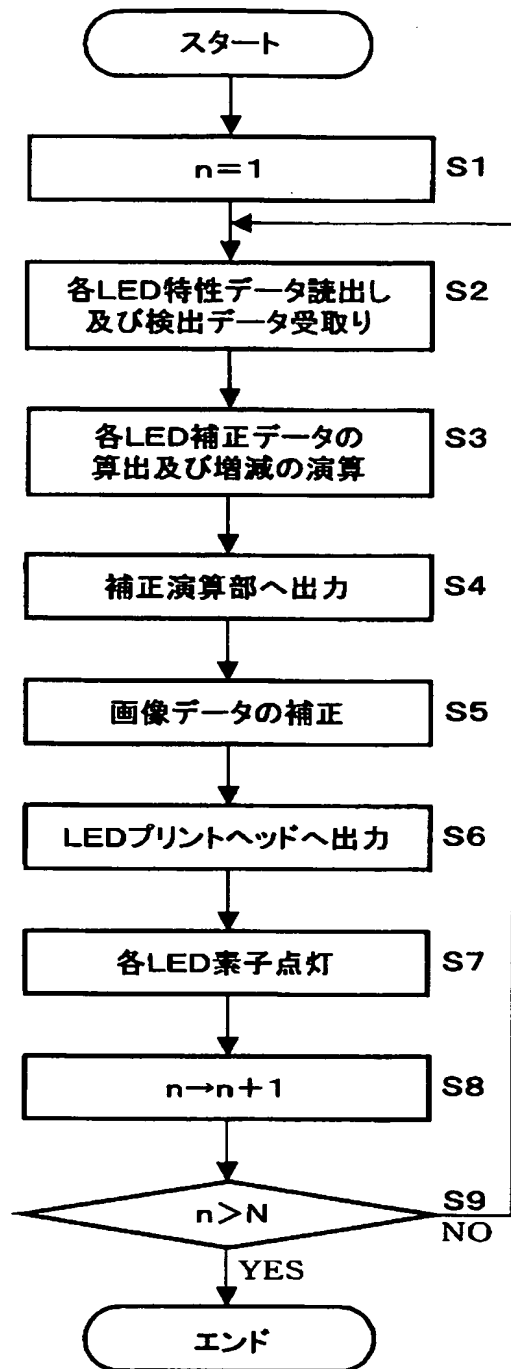 スタート
n=1
S1
各LED特性データ読出し
及び検出データ受取り
S2
各LED補正データの
算出及び増減の演算
S3
補正演算部へ出力
S4
画像データの補正
S5
LEDプリントヘッドへ出力
S6
各LED素子点灯
S7
n→n+1
S8
n>N
S9
NO
YES
エンド